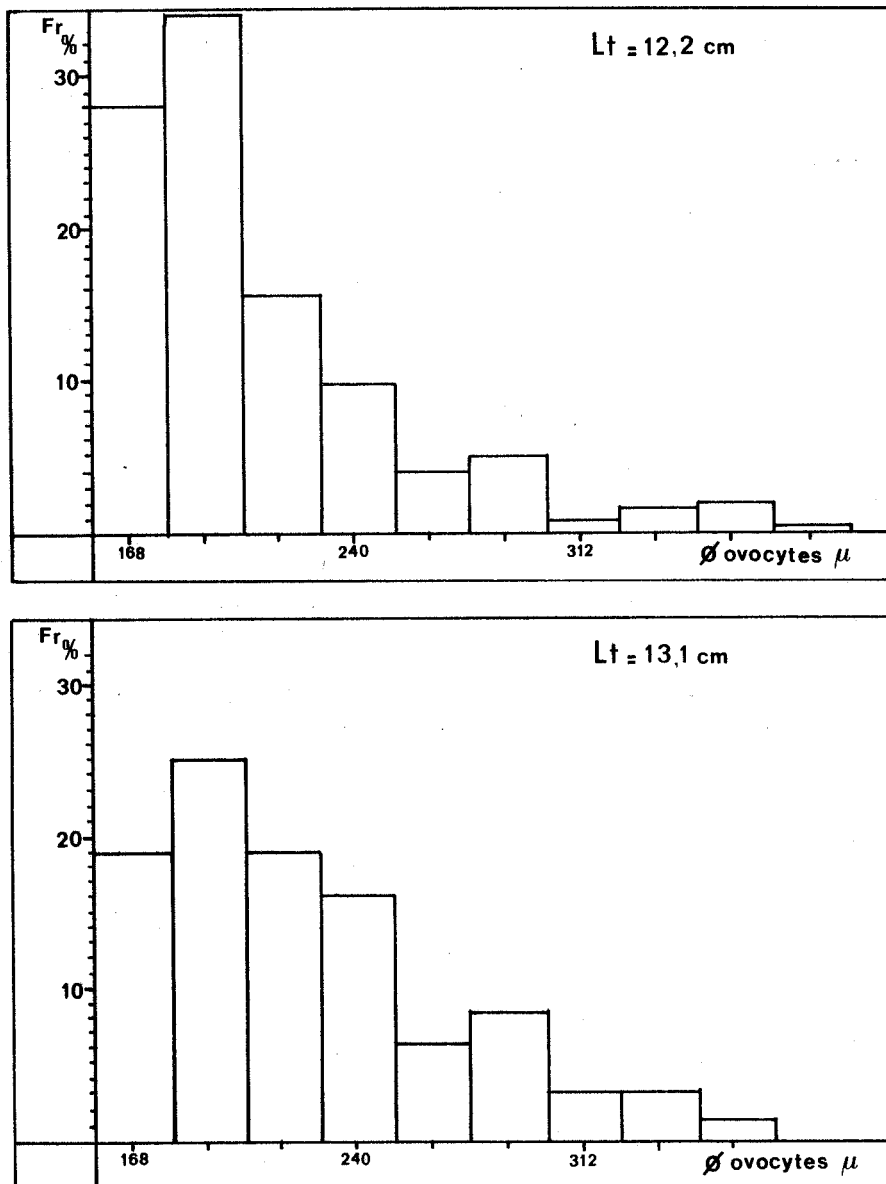 Fr%
Lt = 12,2 cm
30
20
10
168 240 312 Ø ovocytes µ
Fr%
Lt = 13,1 cm
30
20
10
168 240 312 Ø ovocytes µ